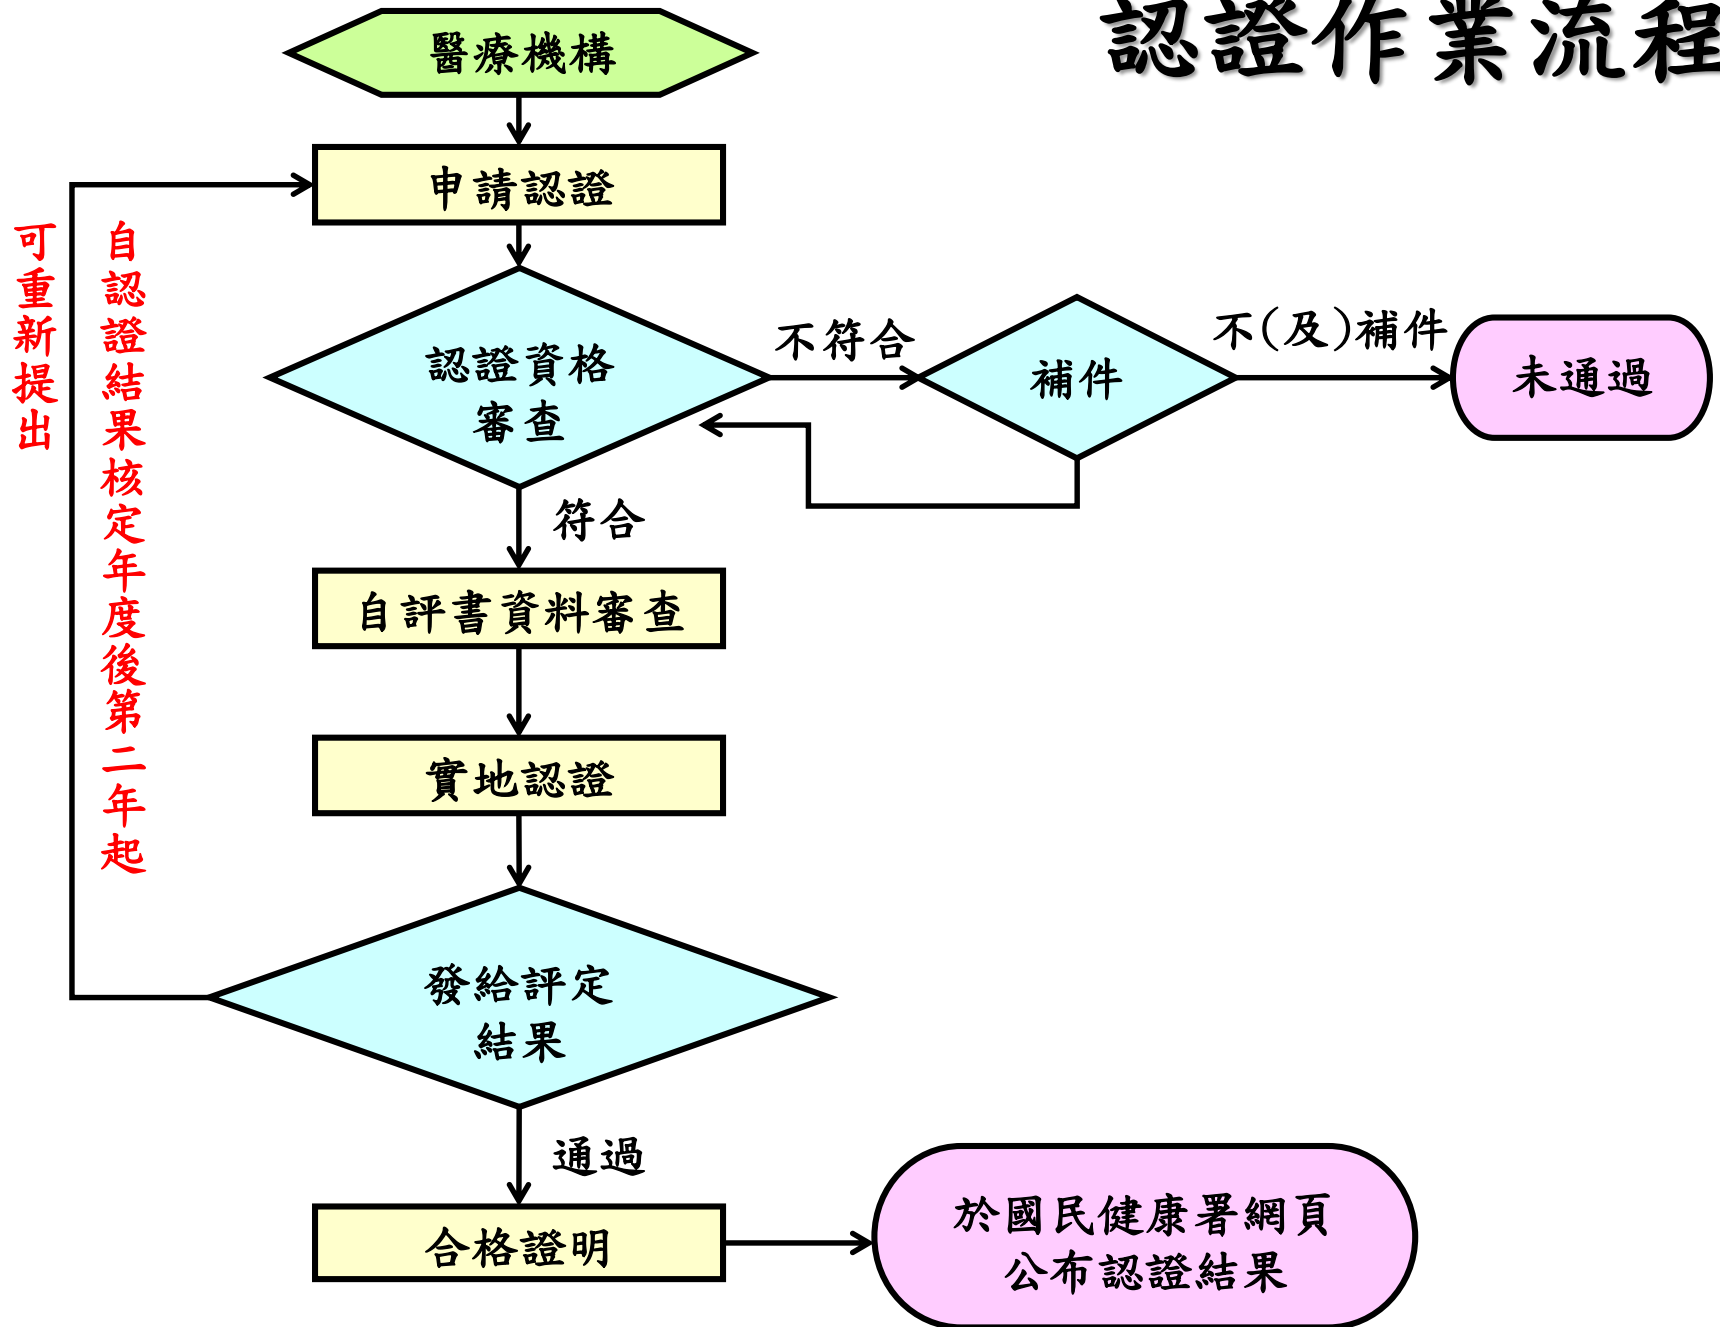 認證作業流程
醫療機構
申請認證
可重新提出
自認證結果核定年度後第二年起
認證資格
審查
不符合
補件
不(及)補件
未通過
符合
自評書資料審查
實地認證
發給評定
結果
通過
合格證明
於國民健康署網頁
公布認證結果